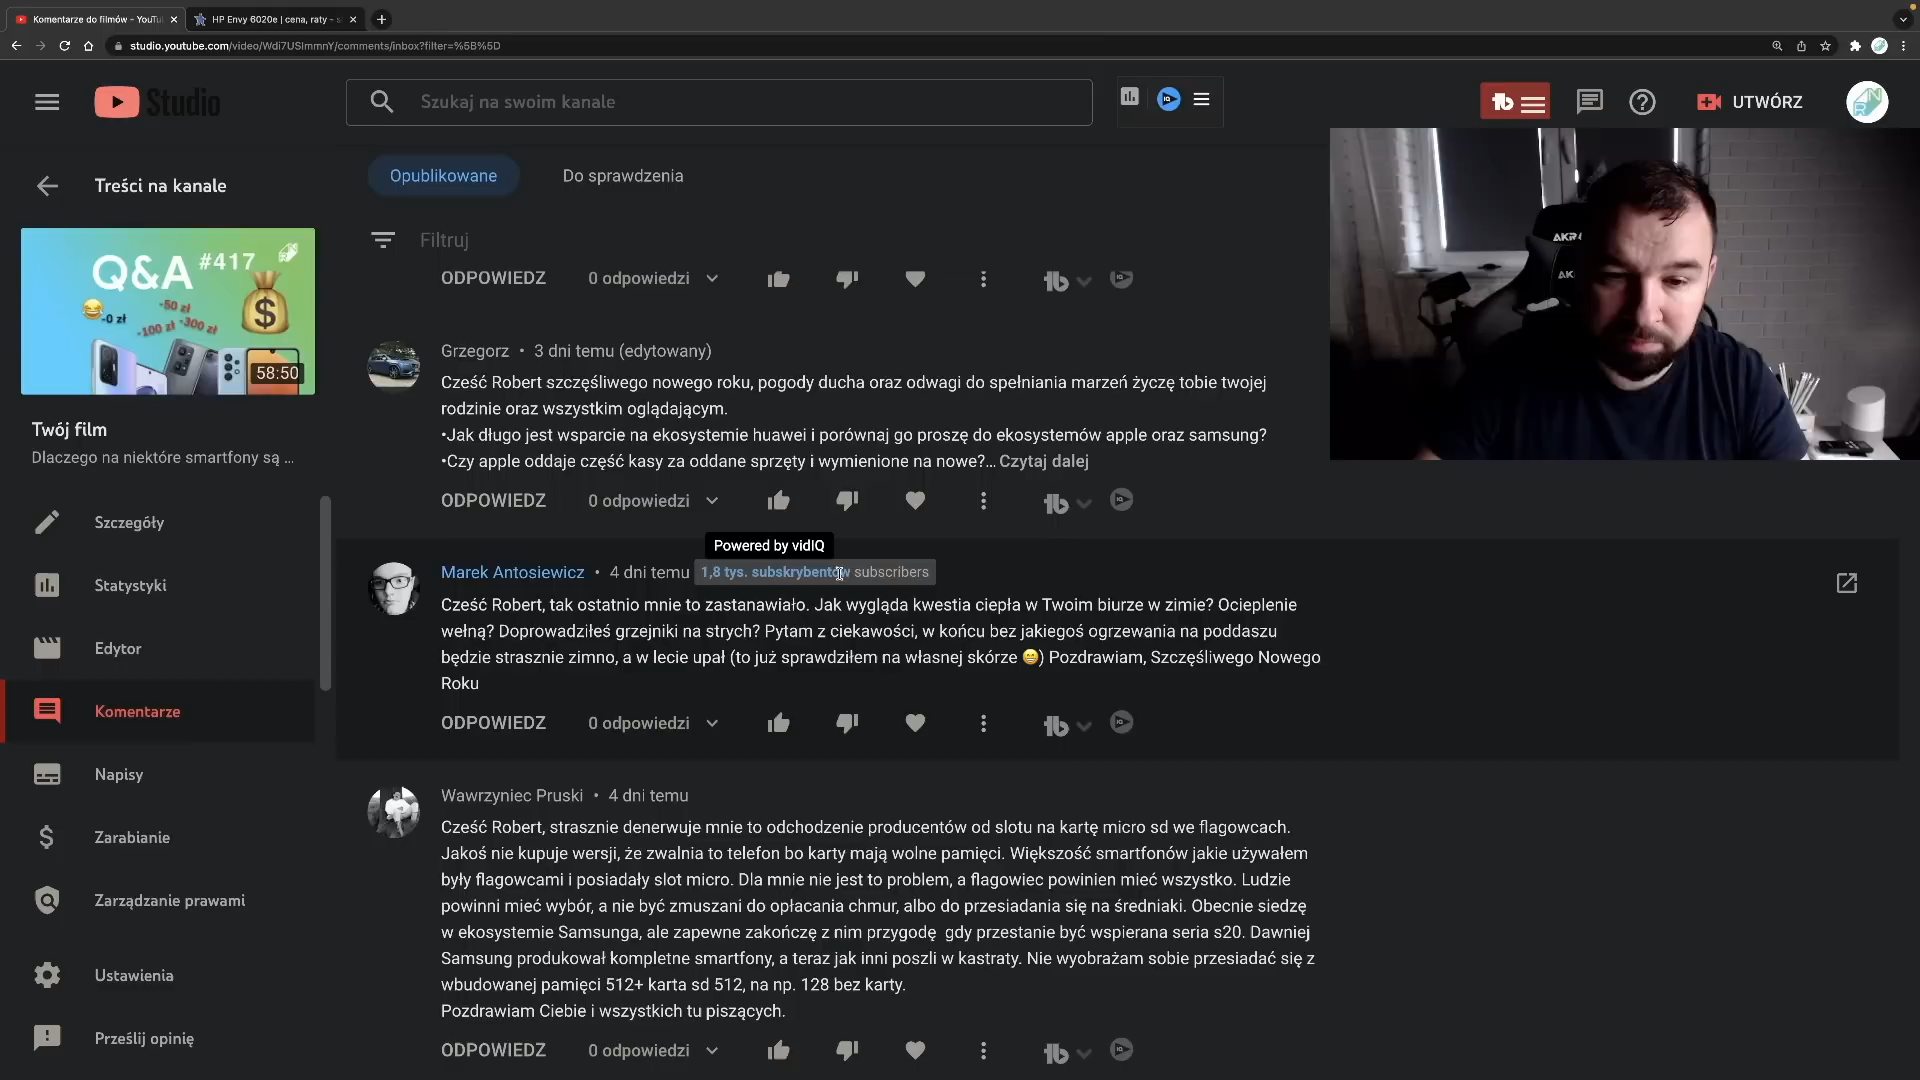 Komentarze do filmów - YouTu
HP Envy 6020e | cena, raty - s
studio.youtube.com/video/Wdi7USlmmnY/comments/inbox?filter=%5B%5D
Studio
Szukaj na swoim kanale
UTWÓRZ
Treści na kanale
Opublikowane
Do sprawdzenia
Filtruj
Q&A #417
-0 zł
-50 zł
-100 zł
-300 zł
58:50
Twój film
Dlaczego na niektóre smartfony są ...
Szczegóły
Statystyki
Edytor
Komentarze
Napisy
Zarabianie
Zarządzanie prawami
Ustawienia
Prześlij opinię
ODPOWIEDZ 0 odpowiedzi
Grzegorz • 3 dni temu (edytowany)
Cześć Robert szczęśliwego nowego roku, pogody ducha oraz odwagi do spełniania marzeń życzę tobie twojej
rodzinie oraz wszystkim oglądającym.
•Jak długo jest wsparcie na ekosystemie huawei i porównaj go proszę do ekosystemów apple oraz samsung?
•Czy apple oddaje część kasy za oddane sprzęty i wymienione na nowe?... Czytaj dalej
ODPOWIEDZ 0 odpowiedzi
Powered by vidIQ
Marek Antosiewicz • 4 dni temu 1,8 tys. subskrybentów subscribers
Cześć Robert, tak ostatnio mnie to zastanawiało. Jak wygląda kwestia ciepła w Twoim biurze w zimie? Ocieplenie
wełną? Doprowadziłeś grzejniki na strych? Pytam z ciekawości, w końcu bez jakiegoś ogrzewania na poddaszu
będzie strasznie zimno, a w lecie upał (to już sprawdziłem na własnej skórze 😁) Pozdrawiam, Szczęśliwego Nowego
Roku
ODPOWIEDZ 0 odpowiedzi
Wawrzyniec Pruski • 4 dni temu
Cześć Robert, strasznie denerwuje mnie to odchodzenie producentów od slotu na kartę micro sd we flagowcach.
Jakoś nie kupuje wersji, że zwalnia to telefon bo karty mają wolne pamięci. Większość smartfonów jakie używałem
były flagowcami i posiadały slot micro. Dla mnie nie jest to problem, a flagowiec powinien mieć wszystko. Ludzie
powinni mieć wybór, a nie być zmuszani do opłacania chmur, albo do przesiadania się na średniaki. Obecnie siedzę
w ekosystemie Samsunga, ale zapewne zakończę z nim przygodę gdy przestanie być wspierana seria s20. Dawniej
Samsung produkował kompletne smartfony, a teraz jak inni poszli w kastraty. Nie wyobrażam sobie przesiadać się z
wbudowanej pamięci 512+ karta sd 512, na np. 128 bez karty.
Pozdrawiam Ciebie i wszystkich tu piszących.
ODPOWIEDZ 0 odpowiedzi